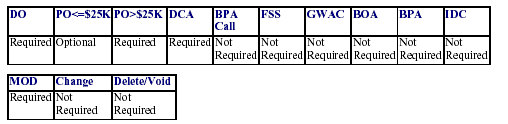 DO PO<=$25K PO>$25K DCA BPA Call FSS GWAC BOA BPA IDC
Required Optional Required Required Not Required Not Required Not Required Not Required Not Required Not Required
MOD Change Delete/Void
Required Not Required Not Required